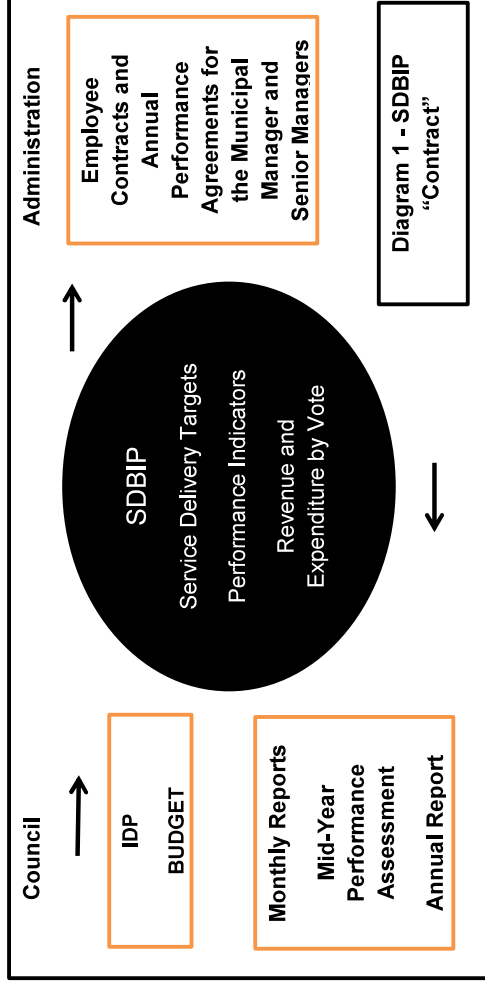 Council
Administration
IDP
BUDGET
Monthly Reports
Mid-Year
Performance
Assessment
Annual Report
SDBIP
Service Delivery Targets
Performance Indicators
Revenue and
Expenditure by Vote
Employee
Contracts and
Annual
Performance
Agreements for
the Municipal
Manager and
Senior Managers
Diagram 1 - SDBIP
“Contract”